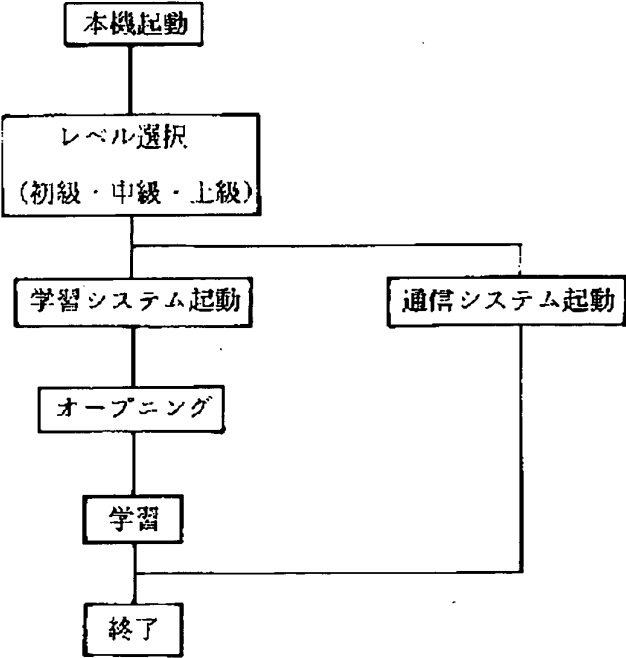 本機起動
レベル選択
(初級・中級・上級)
学習システム起動
通信システム起動
オープニング
学習
終了